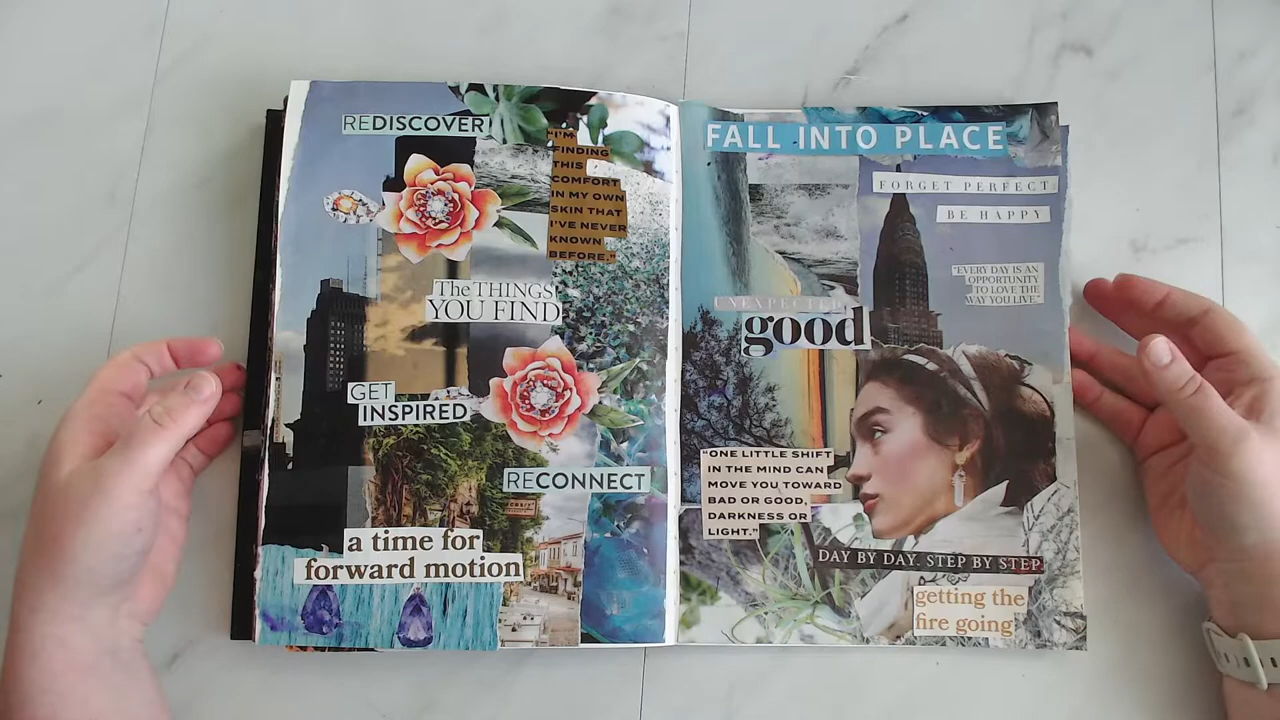 REDISCOVER
"I'M
FINDING
THIS
COMFORT
IN MY OWN
SKIN THAT
I'VE NEVER
KNOWN
BEFORE."
The THINGS
YOU FIND
GET
INSPIRED
RECONNECT
a time for
forward motion
FALL INTO PLACE
FORGET PERFECT
BE HAPPY
"EVERY DAY IS AN
OPPORTUNITY
TO LOVE THE
WAY YOU LIVE"
UNEXPECTED
good
"ONE LITTLE SHIFT
IN THE MIND CAN
MOVE YOU TOWARD
BAD OR GOOD,
DARKNESS OR
LIGHT."
DAY BY DAY. STEP BY STEP.
getting the
fire going